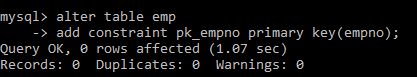 mysql> alter table emp
    -> add constraint pk_empno primary key(empno);
Query OK, 0 rows affected (1.07 sec)
Records: 0  Duplicates: 0  Warnings: 0